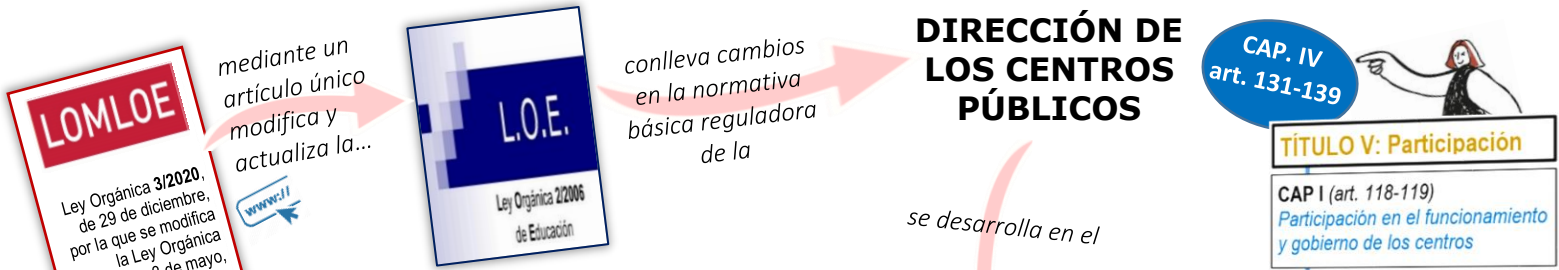 LOMLOE
Ley Orgánica 3/2020,
de 29 de diciembre,
por la que se modifica
la Ley Orgánica
de mayo,
mediante un
artículo único
modifica y
actualiza la...
www://
L.O.E.
Ley Orgánica 2/2006
de Educación
conlleva cambios
en la normativa
básica reguladora
de la
DIRECCIÓN DE
LOS CENTROS
PÚBLICOS
se desarrolla en el
CAP. IV
art. 131-139
TÍTULO V: Participación
CAP I (art. 118-119)
Participación en el funcionamiento
y gobierno de los centros